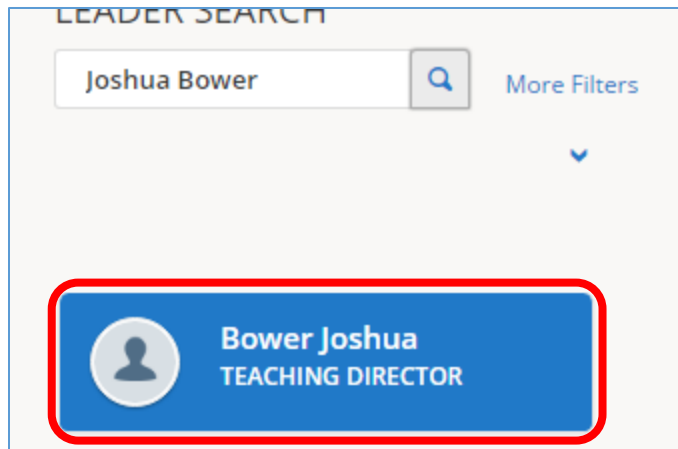 LEADER SEARCH
Joshua Bower
More Filters
Bower Joshua
TEACHING DIRECTOR